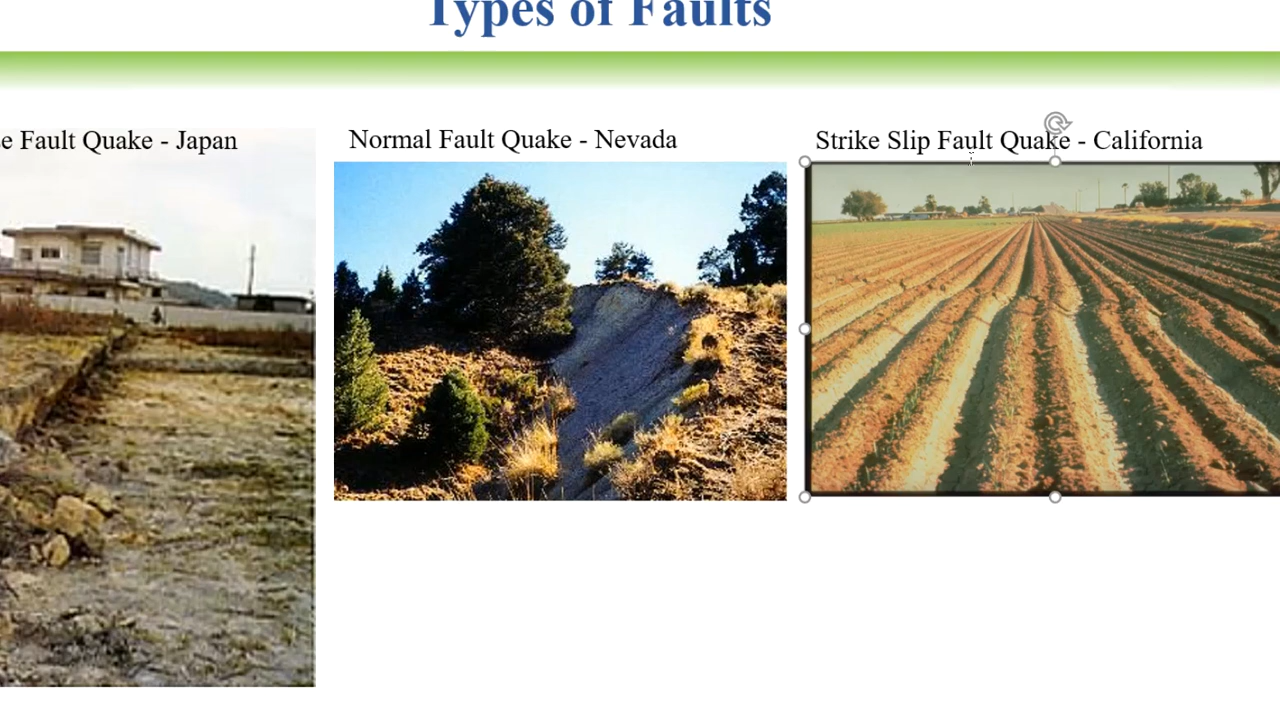 Types of Faults
e Fault Quake - Japan
Normal Fault Quake - Nevada
Strike Slip Fault Quake - California